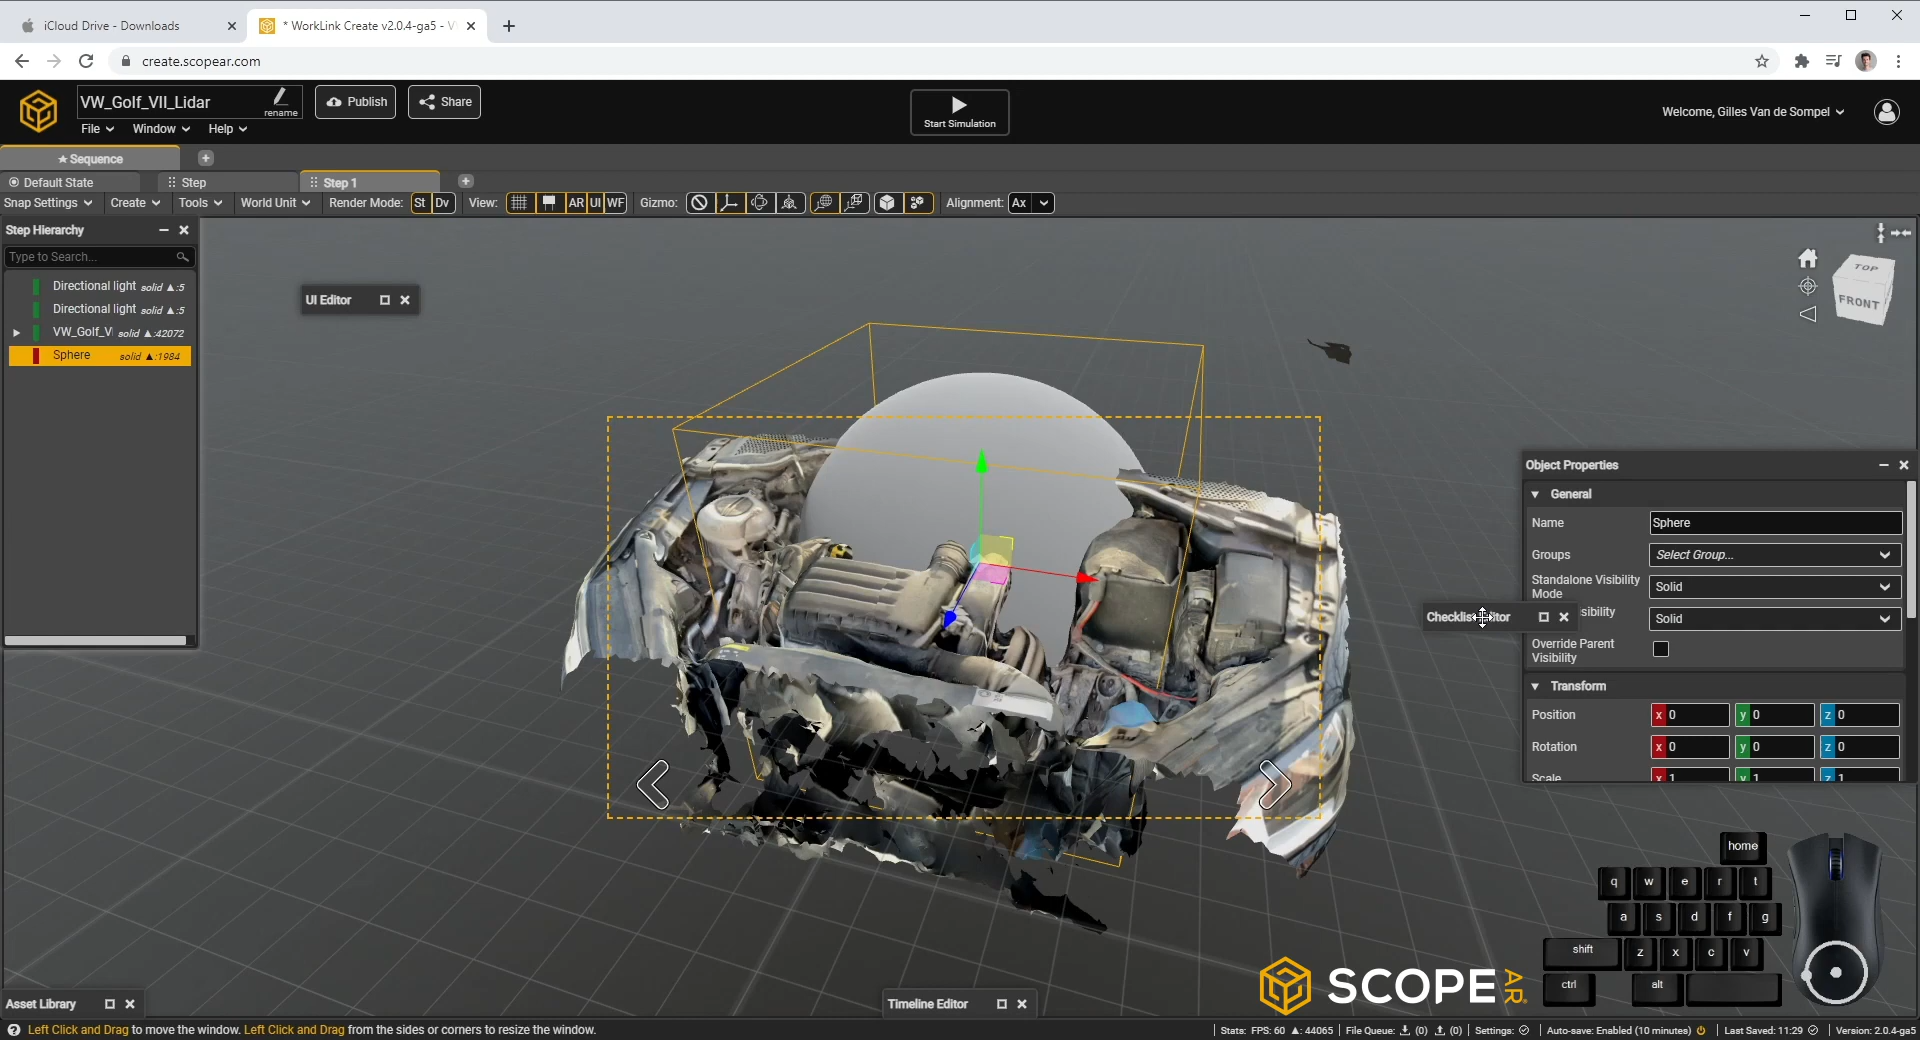 iCloud Drive - Downloads
* WorkLink Create v2.0.4-ga5 - V
create.scopear.com
VW_Golf_VII_Lidar
rename
Publish
Share
File
Window
Help
Start Simulation
Welcome, Gilles Van de Sompel
Sequence
Default State
Step
Step 1
Snap Settings
Create
Tools
World Unit
Render Mode:
St
Dv
View:
AR
UI
WF
Gizmo:
Alignment:
Ax
Step Hierarchy
Type to Search...
Directional light solid ▲:5
Directional light solid ▲:5
VW_Golf_V solid ▲:42072
Sphere solid ▲:1984
UI Editor
TOP
FRONT
Object Properties
General
Name
Sphere
Groups
Select Group...
Standalone Visibility
Mode
Solid
sibility
Solid
Override Parent
Visibility
Transform
Position
x 0
y 0
z 0
Rotation
x 0
y 0
z 0
Scale
x 1
y 1
z 1
home
q w e r t
a s d f g
shift z x c v
ctrl alt
SCOPE AR.
Asset Library
Timeline Editor
Left Click and Drag to move the window. Left Click and Drag from the sides or corners to resize the window.
Stats: FPS: 60 ▲: 44065
File Queue: (0) (0)
Settings:
Auto-save: Enabled (10 minutes)
Last Saved: 11:29
Version: 2.0.4-ga5